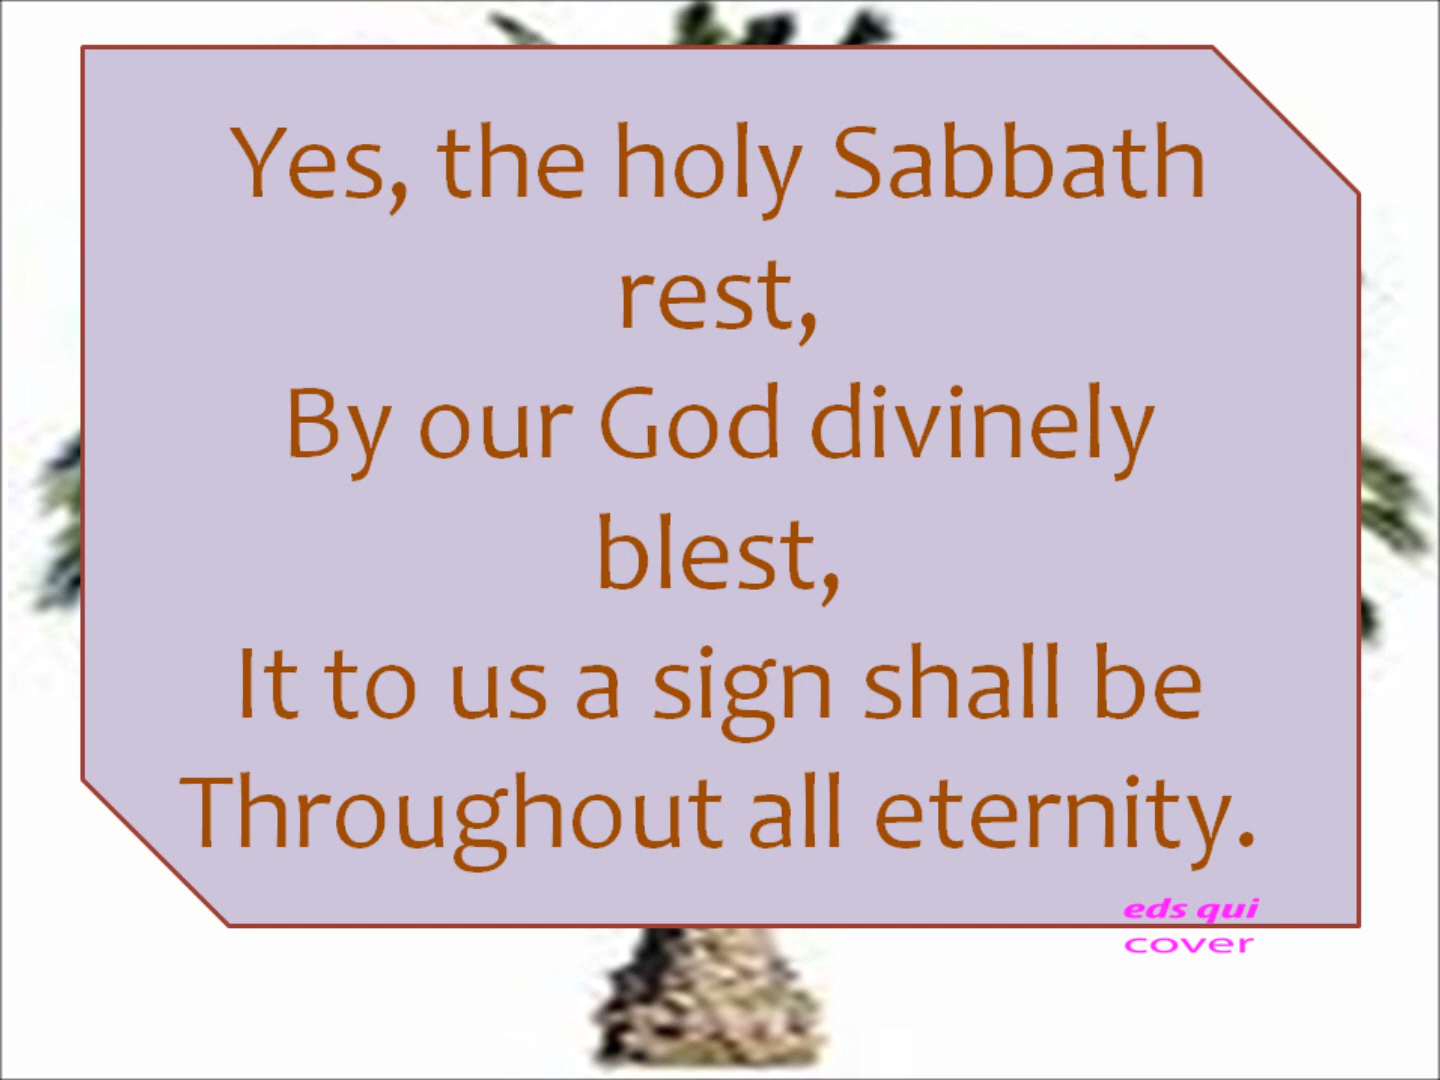 Yes, the holy Sabbath
rest,
By our God divinely
blest,
It to us a sign shall be
Throughout all eternity.
eds qui
cover